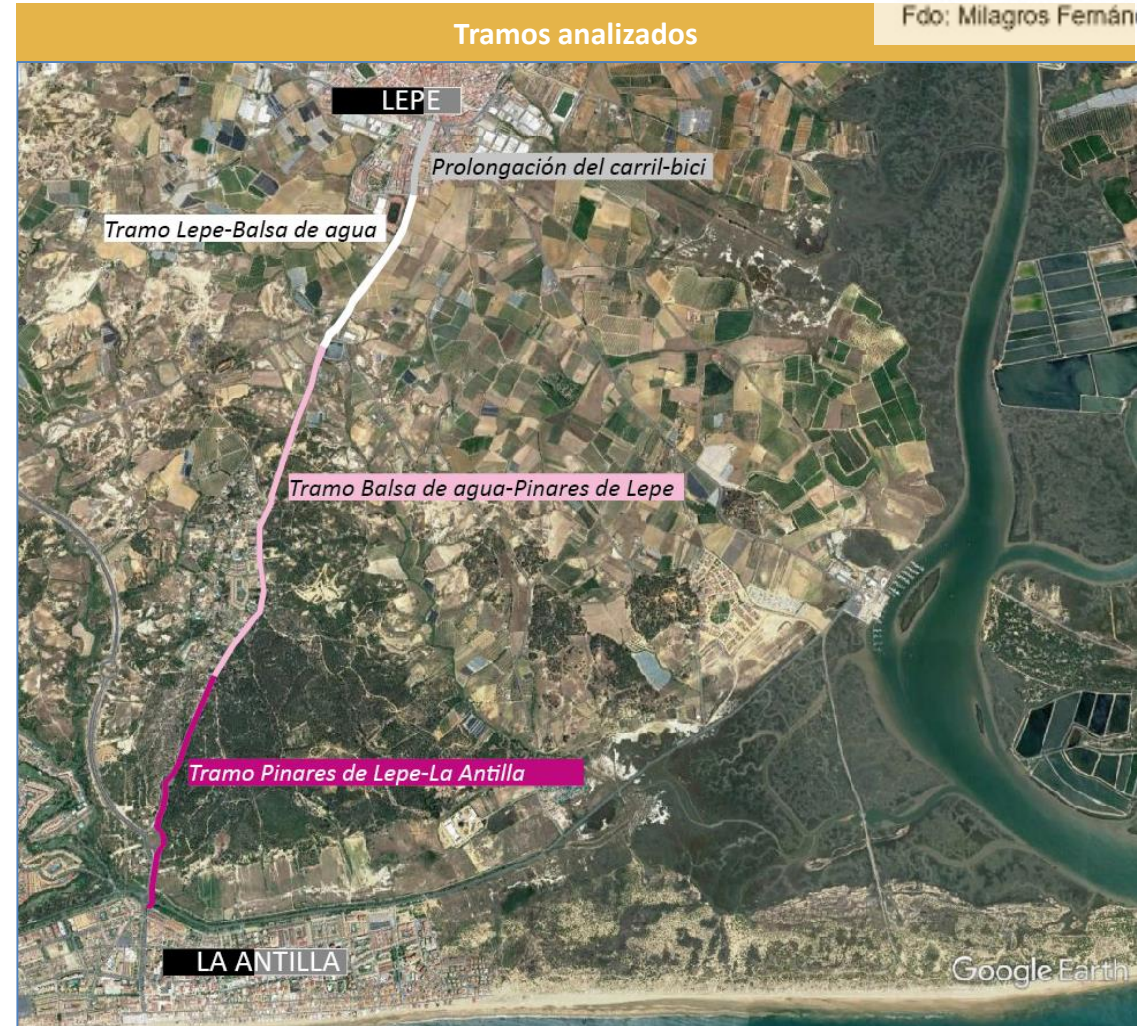 Fdo: Milagros
Tramos analizados
LEPE
Prolongación del carril-bici
Tramo Lepe-Balsa de agua
Tramo Balsa de agua-Pinares de Lepe
Tramo Pinares de Lepe-La Antilla
LA ANTILLA
Google Earth